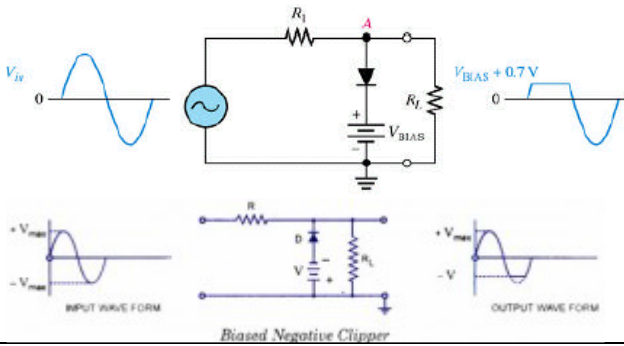 R1
A
Vin
0
VBIAS + 0.7 V
0
RL
+
VBIAS
−
R
+ Vmax
− Vmax
INPUT WAVE FORM
D
V
−
+
RL
+ Vmax
− V
OUTPUT WAVE FORM
Biased Negative Clipper